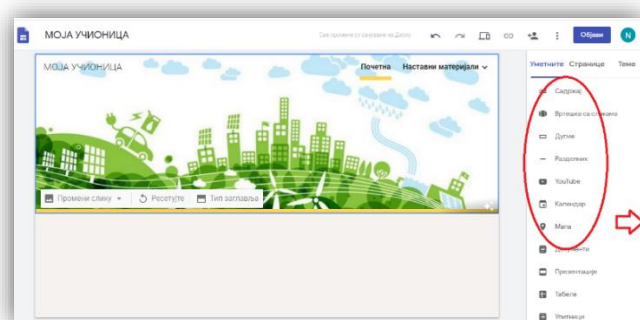 МОЈА УЧИОНИЦА
Све промене су сачуване на Диску
Објави
N
МОЈА УЧИОНИЦА
Почетна
Наставни материјали
Промени слику
Ресетујте
Тип заглавља
Уметните Странице Теме
Садржај
Вртешка са сликама
Дугме
Разделник
YouTube
Календар
Мапа
Документи
Презентације
Табеле
Упитници